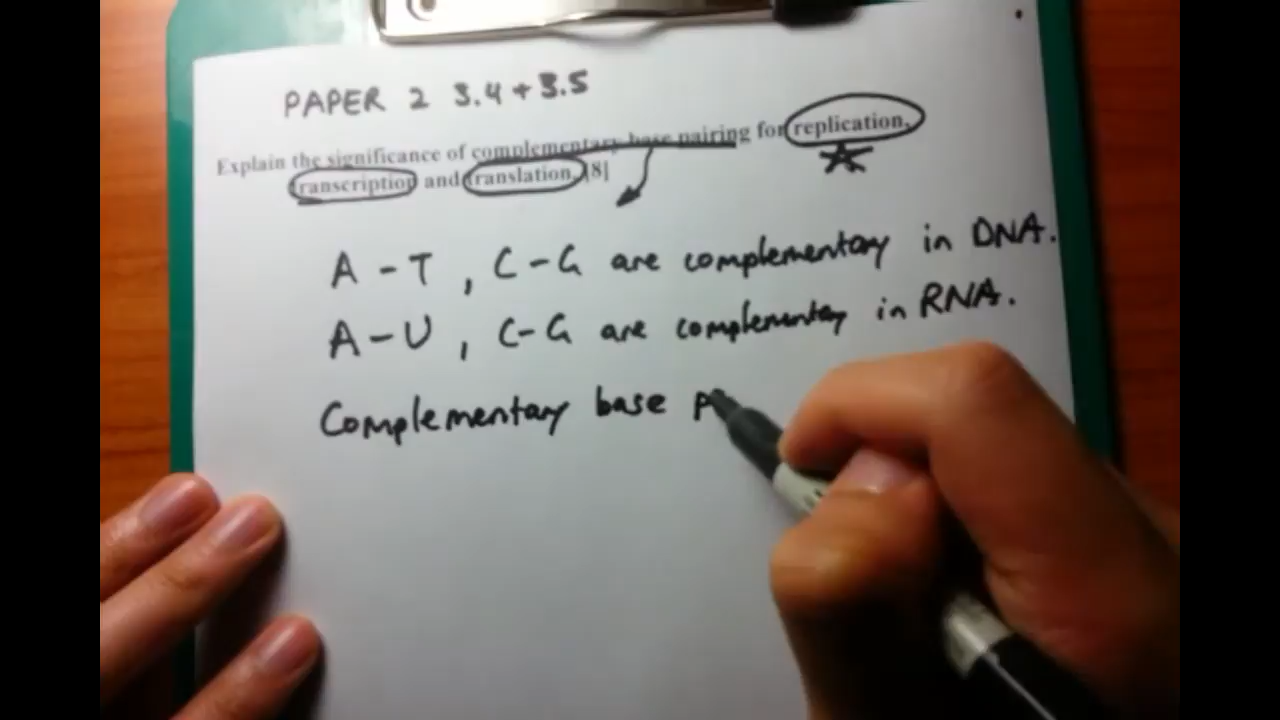 PAPER 2 3.4 + 3.5
Explain the significance of complementary base pairing for replication,
transcription and translation. [8]
A - T , C - G are complementary in DNA.
A - U , C - G are complementary in RNA.
Complementary base p